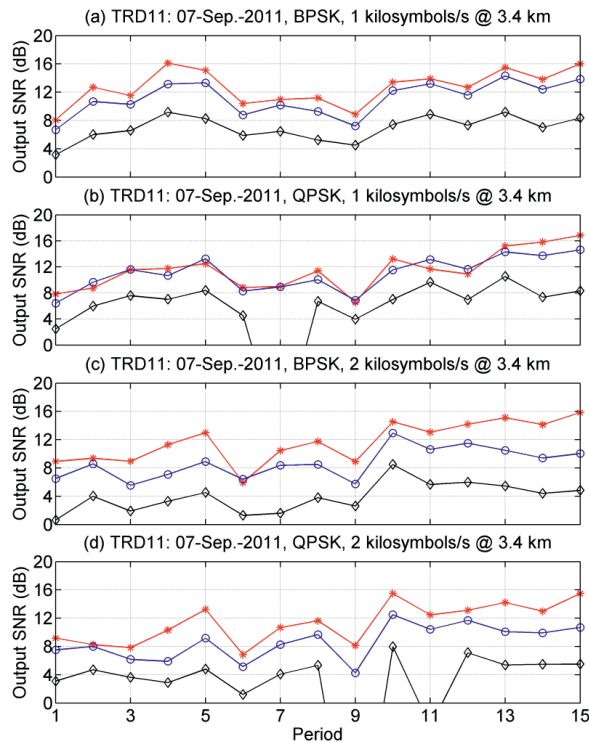 (a) TRD11: 07-Sep.-2011, BPSK, 1 kilosymbols/s @ 3.4 km
Output SNR (dB)
20
16
12
8
4
0
(b) TRD11: 07-Sep.-2011, QPSK, 1 kilosymbols/s @ 3.4 km
Output SNR (dB)
20
16
12
8
4
0
(c) TRD11: 07-Sep.-2011, BPSK, 2 kilosymbols/s @ 3.4 km
Output SNR (dB)
20
16
12
8
4
0
(d) TRD11: 07-Sep.-2011, QPSK, 2 kilosymbols/s @ 3.4 km
Output SNR (dB)
20
16
12
8
4
0
1 3 5 7 9 11 13 15
Period